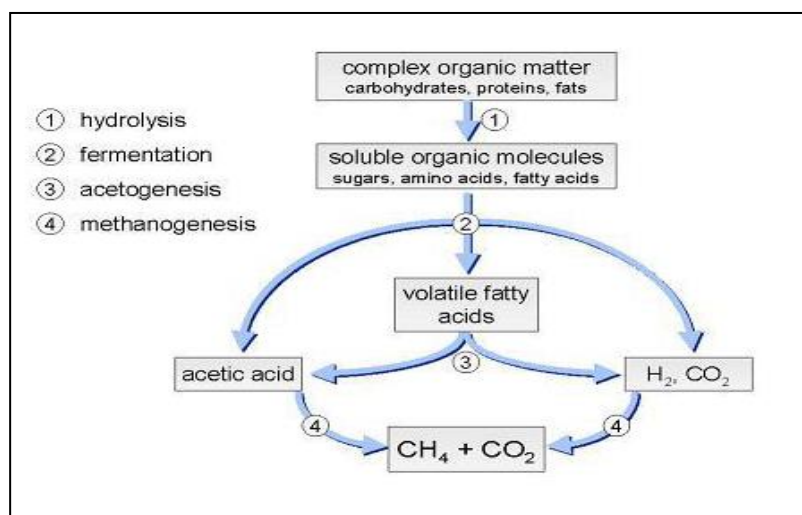 complex organic matter
carbohydrates, proteins, fats
① hydrolysis
① 
② fermentation
③ acetogenesis
④ methanogenesis
soluble organic molecules
sugars, amino acids, fatty acids
②
volatile fatty
acids
③
acetic acid
H₂, CO₂
④
④
CH₄ + CO₂